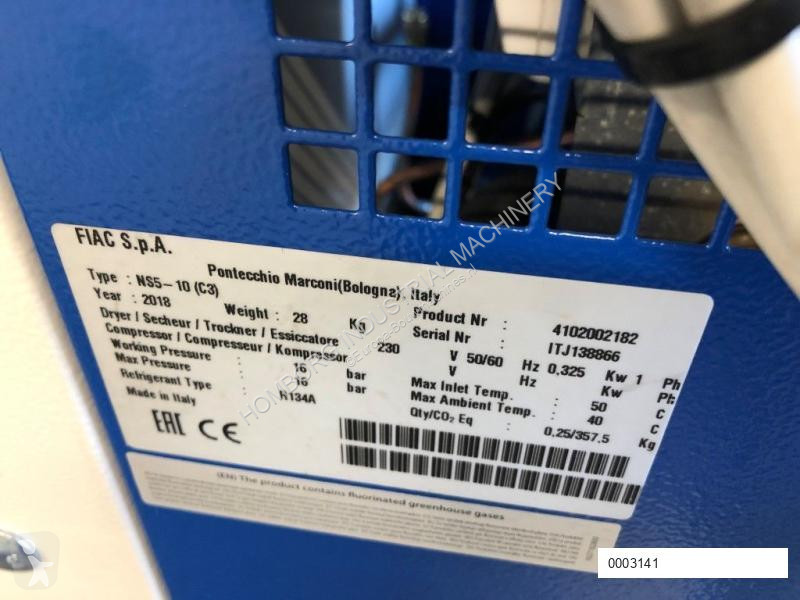 FIAC S.p.A.
Pontecchio Marconi(Bologna). Italy
Type : NS5-10 (C3)
Product Nr : 4102002182
Year : 2018 Weight : 28 Kg
Serial Nr : ITJ138866
Dryer / Secheur / Trockner / Essiccatore 230 V 50/60 Hz 0,325 Kw 1 Ph
Compressor / Compresseur / Kompressor V Hz Kw Ph
Working Pressure : 16 bar Max Inlet Temp. : 50 C
Max Pressure : 16 bar Max Ambient Temp. : 40 C
Refrigerant Type : R134A Qty/CO2 Eq : 0,25/357,5 Kg
Made in Italy
EAC CE
(EN) The product contains fluorinated greenhouse gases
HOMBURG INDUSTRIAL MACHINERY
0003141